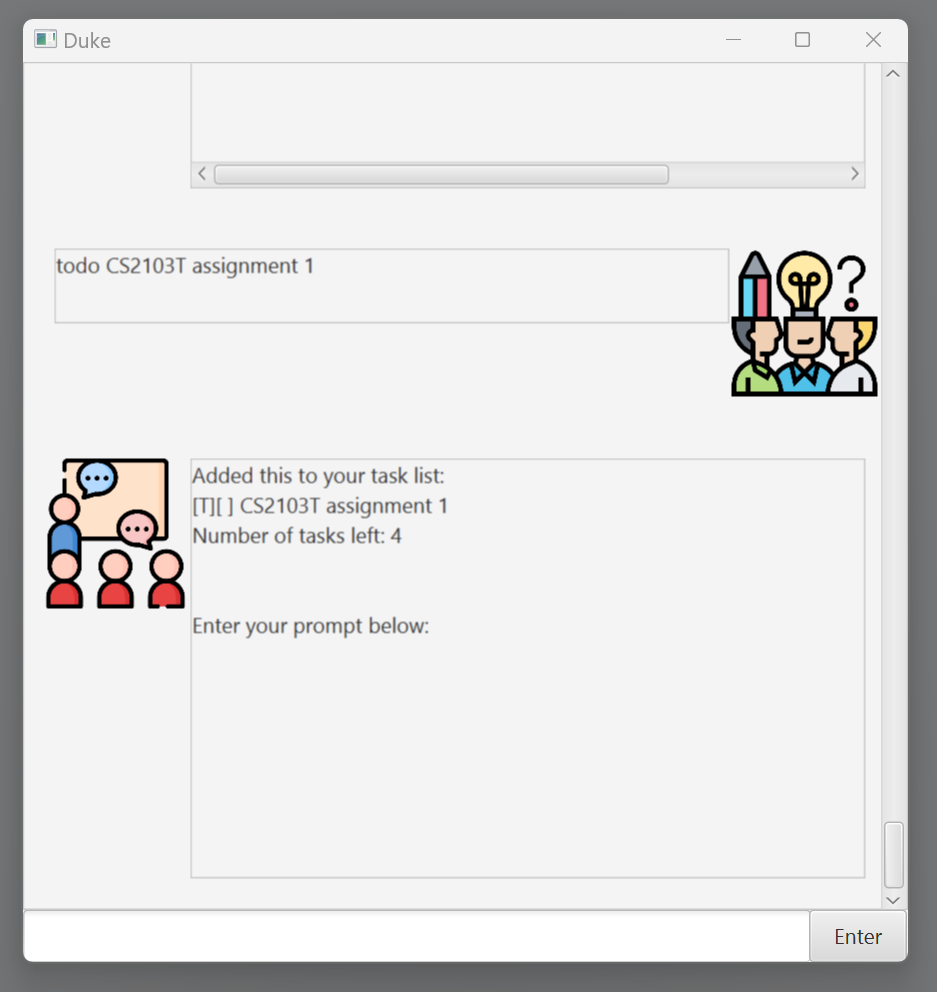 Duke
todo CS2103T assignment 1
Added this to your task list:
[T][ ] CS2103T assignment 1
Number of tasks left: 4
Enter your prompt below:
Enter